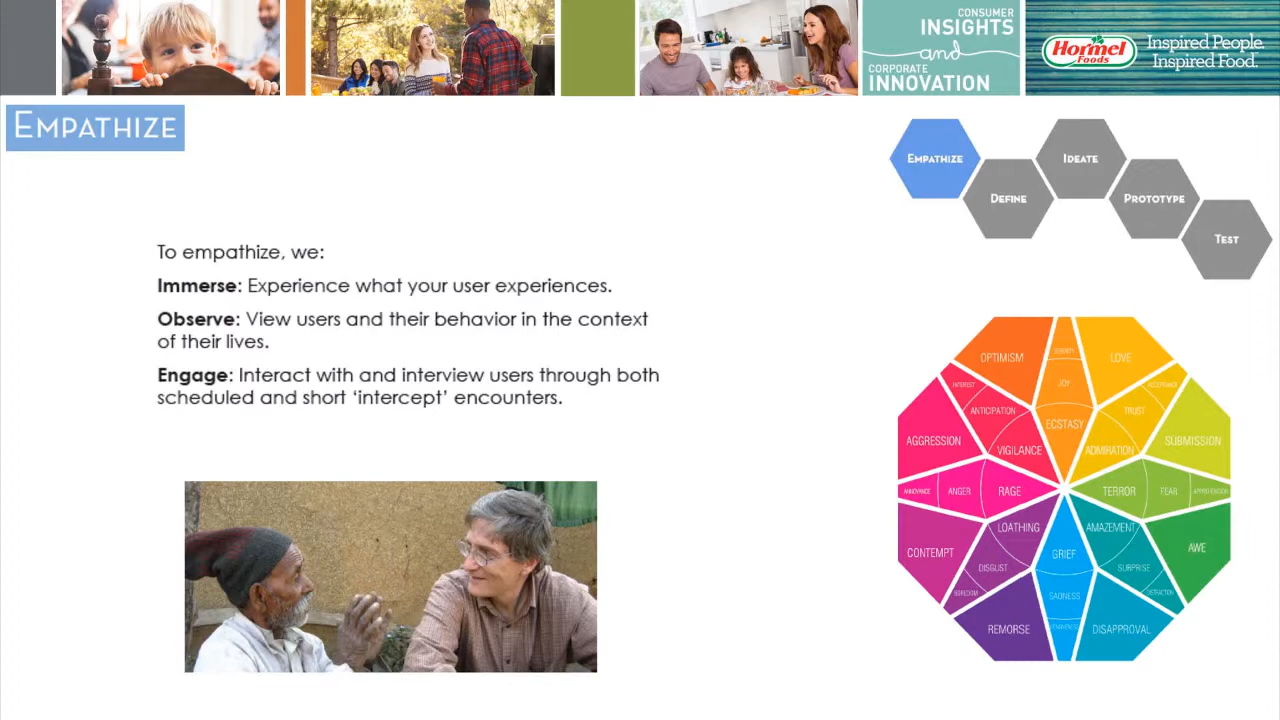 CONSUMER
INSIGHTS
and
CORPORATE
INNOVATION
Hormel
Foods
Inspired People.
Inspired Food.
EMPATHIZE
EMPATHIZE
DEFINE
IDEATE
PROTOTYPE
TEST
To empathize, we:
Immerse: Experience what your user experiences.
Observe: View users and their behavior in the context
of their lives.
Engage: Interact with and interview users through both
scheduled and short ‘intercept’ encounters.
OPTIMISM
SERENITY
LOVE
INTEREST
JOY
ACCEPTANCE
ANTICIPATION
TRUST
ECSTASY
AGGRESSION
SUBMISSION
VIGILANCE
ADMIRATION
ANNOYANCE
ANGER
RAGE
TERROR
FEAR
APPREHENSION
LOATHING
AMAZEMENT
CONTEMPT
GRIEF
AWE
DISGUST
SURPRISE
BOREDOM
SADNESS
DISTRACTION
REMORSE
PENSIVENESS
DISAPPROVAL